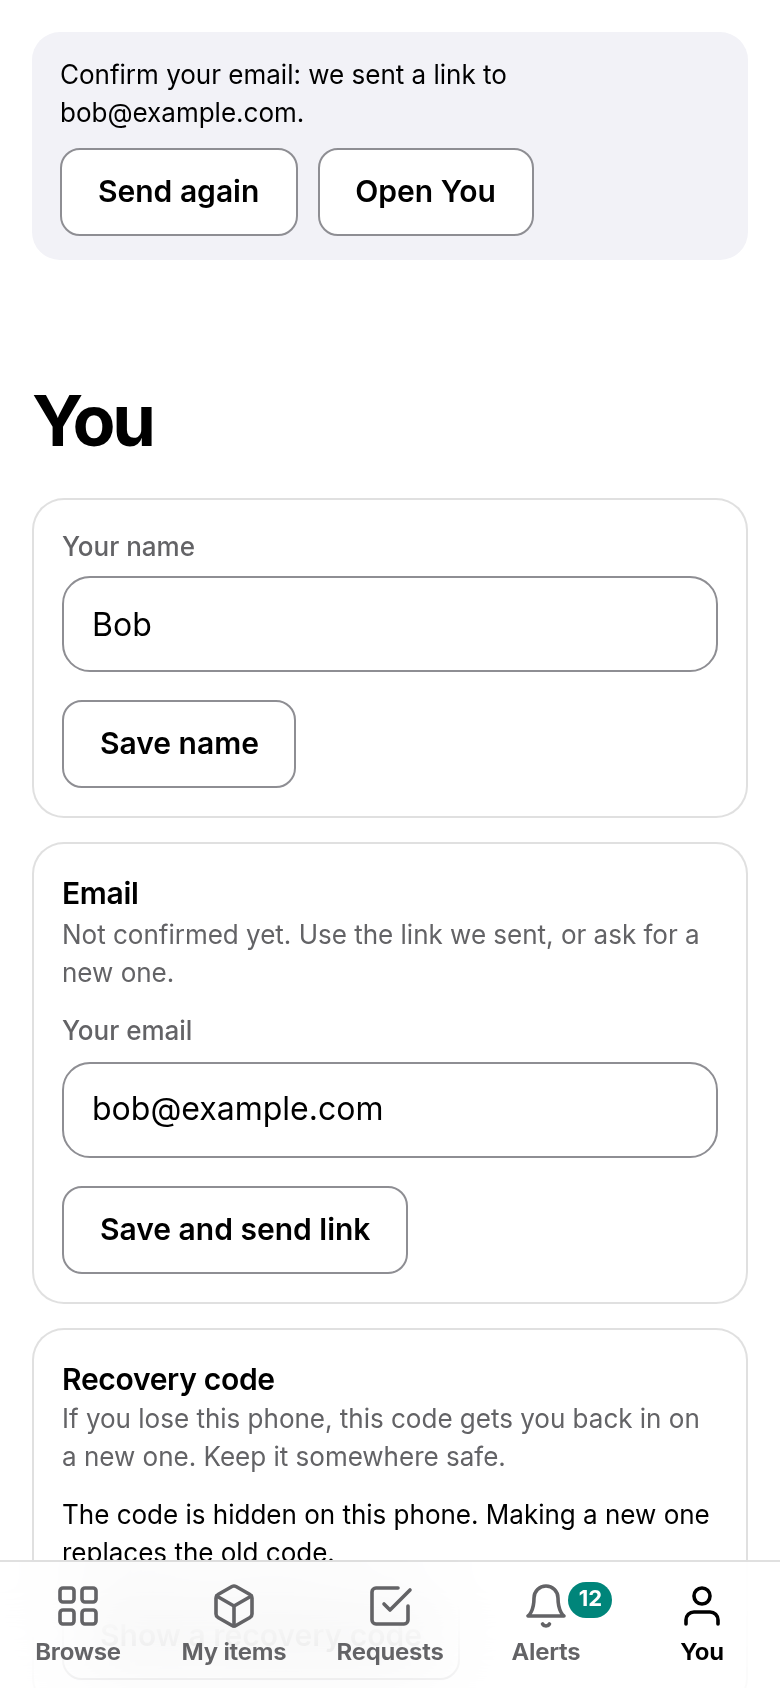 Confirm your email: we sent a link to
bob@example.com.
Send again
Open You
You
Your name
Bob
Save name
Email
Not confirmed yet. Use the link we sent, or ask for a
new one.
Your email
bob@example.com
Save and send link
Recovery code
If you lose this phone, this code gets you back in on
a new one. Keep it somewhere safe.
The code is hidden on this phone. Making a new one
replaces the old code.
Show a recovery code
12
Browse
My items
Requests
Alerts
You